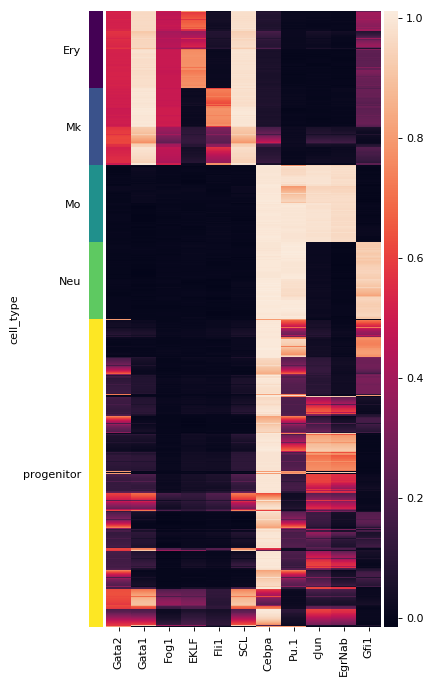 cell_type
Ery
Mk
Mo
Neu
progenitor
Gata2
Gata1
Fog1
EKLF
Fli1
SCL
Cebpa
Pu.1
cJun
EgrNab
Gfi1
1.0
0.8
0.6
0.4
0.2
0.0